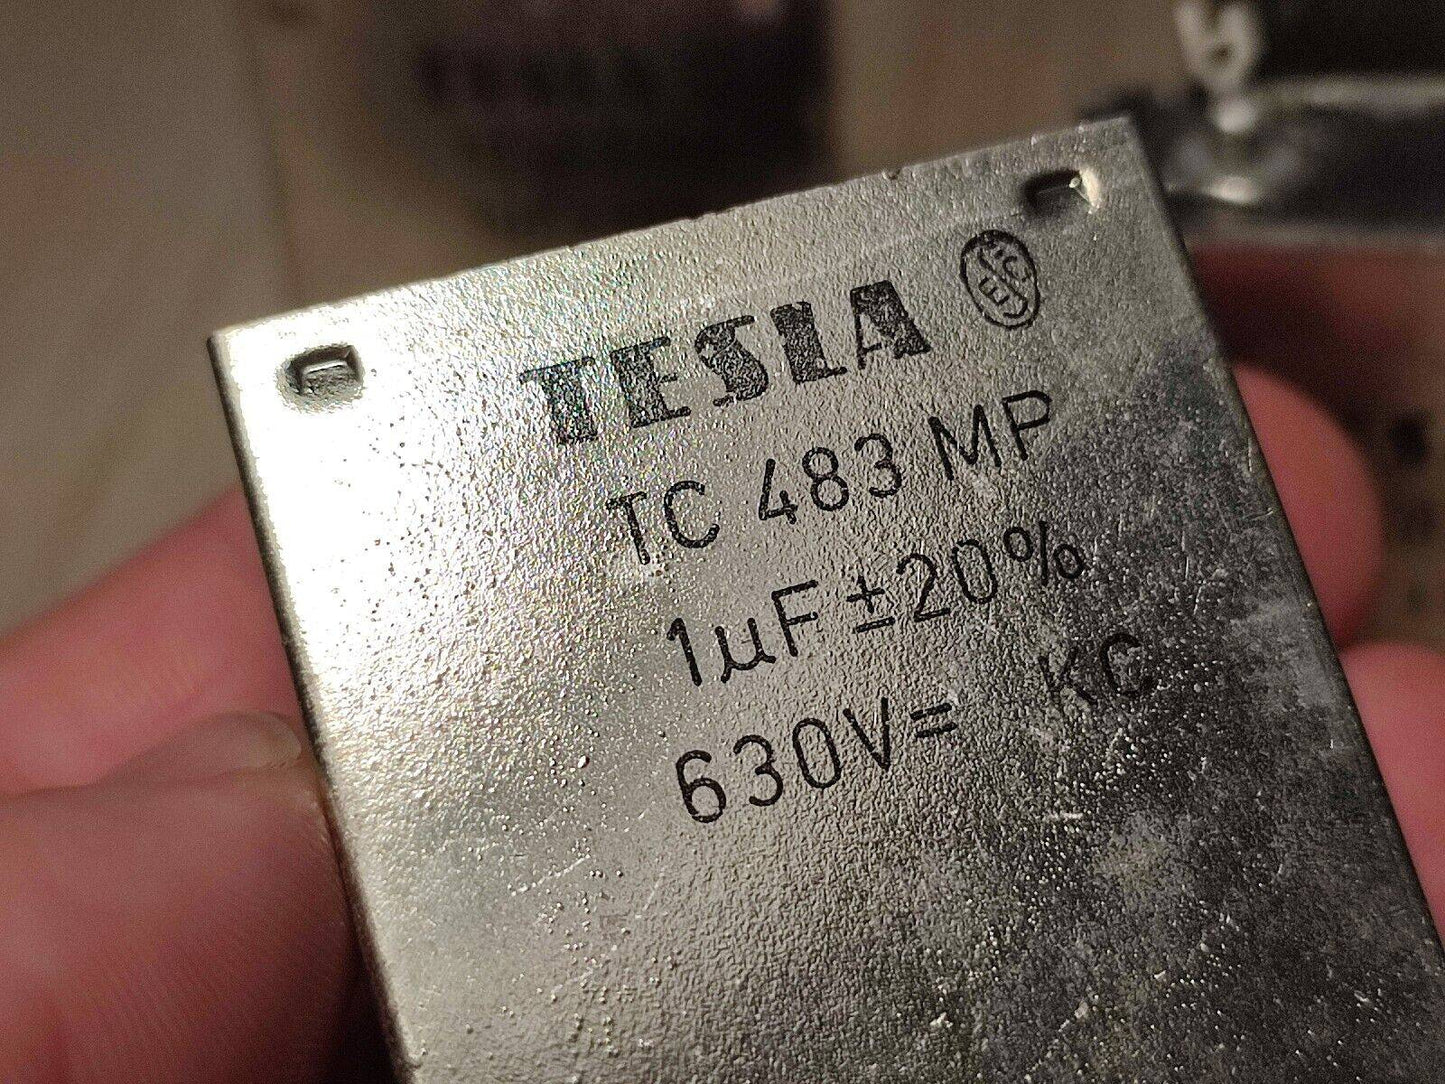 TESLA
TC 483 MP
1µF ±20%
630V= KC